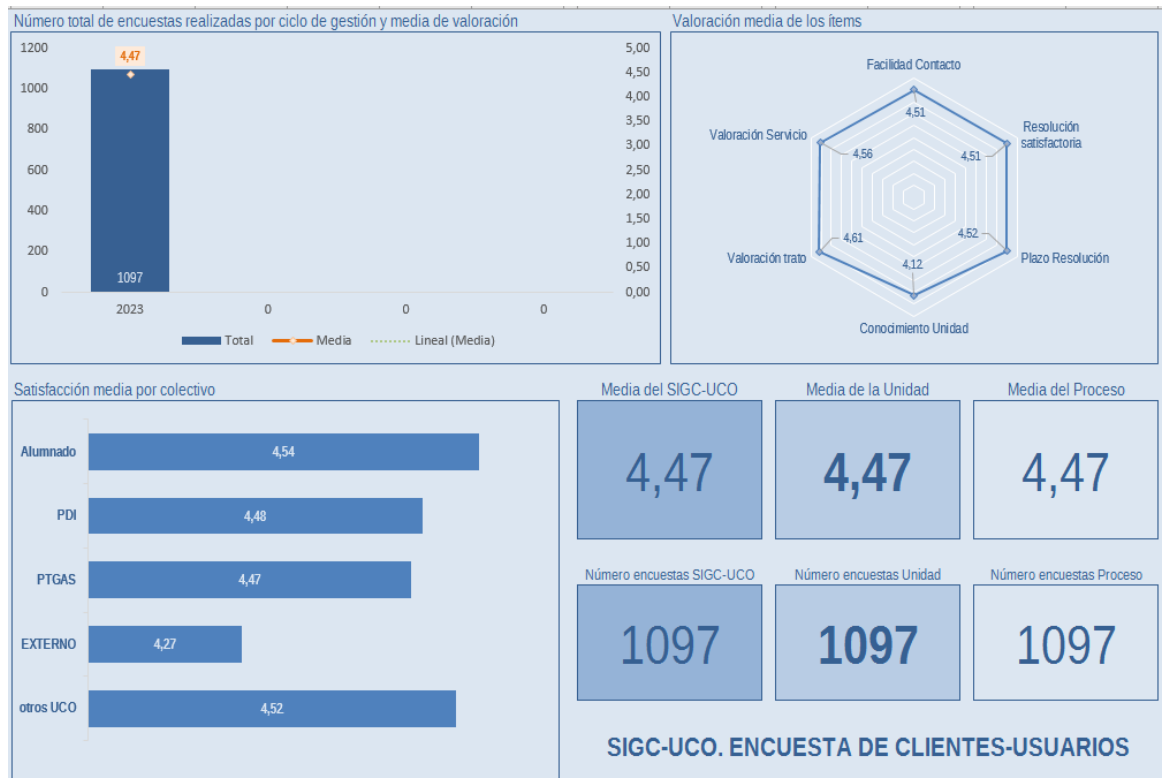 Número total de encuestas realizadas por ciclo de gestión y media de valoración
1200
1000
800
600
400
200
0
4,47
1097
5,00
4,50
4,00
3,50
3,00
2,50
2,00
1,50
1,00
0,50
0,00
2023 0 0 0
Total Media Lineal (Media)
Valoración media de los ítems
Facilidad Contacto
4,51
Valoración Servicio
4,56
Resolución
satisfactoria
4,51
Valoración trato
4,61
Plazo Resolución
4,52
4,12
Conocimiento Unidad
Satisfacción media por colectivo
Alumnado 4,54
PDI 4,48
PTGAS 4,47
EXTERNO 4,27
otros UCO 4,52
Media del SIGC-UCO
4,47
Media de la Unidad
4,47
Media del Proceso
4,47
Número encuestas SIGC-UCO
1097
Número encuestas Unidad
1097
Número encuestas Proceso
1097
SIGC-UCO. ENCUESTA DE CLIENTES-USUARIOS